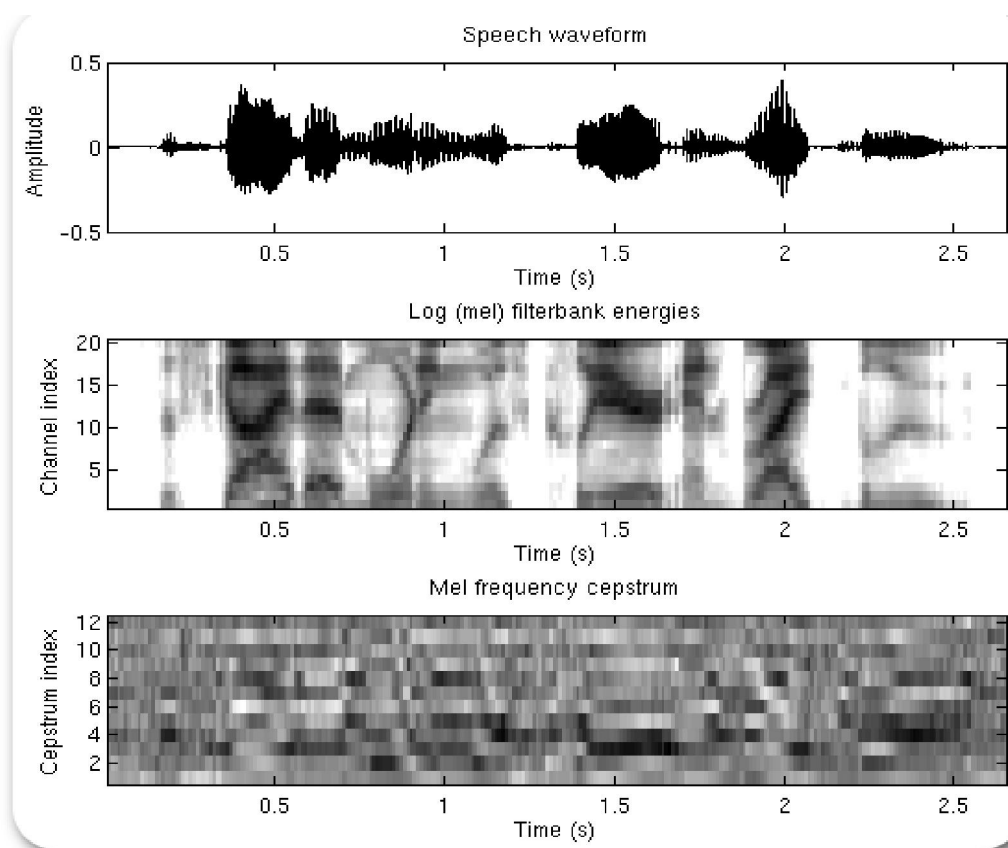 Speech waveform
0.5
0
-0.5
Amplitude
0.5 1 1.5 2 2.5
Time (s)
Log (mel) filterbank energies
20
15
10
5
Channel index
0.5 1 1.5 2 2.5
Time (s)
Mel frequency cepstrum
12
10
8
6
4
2
Cepstrum index
0.5 1 1.5 2 2.5
Time (s)